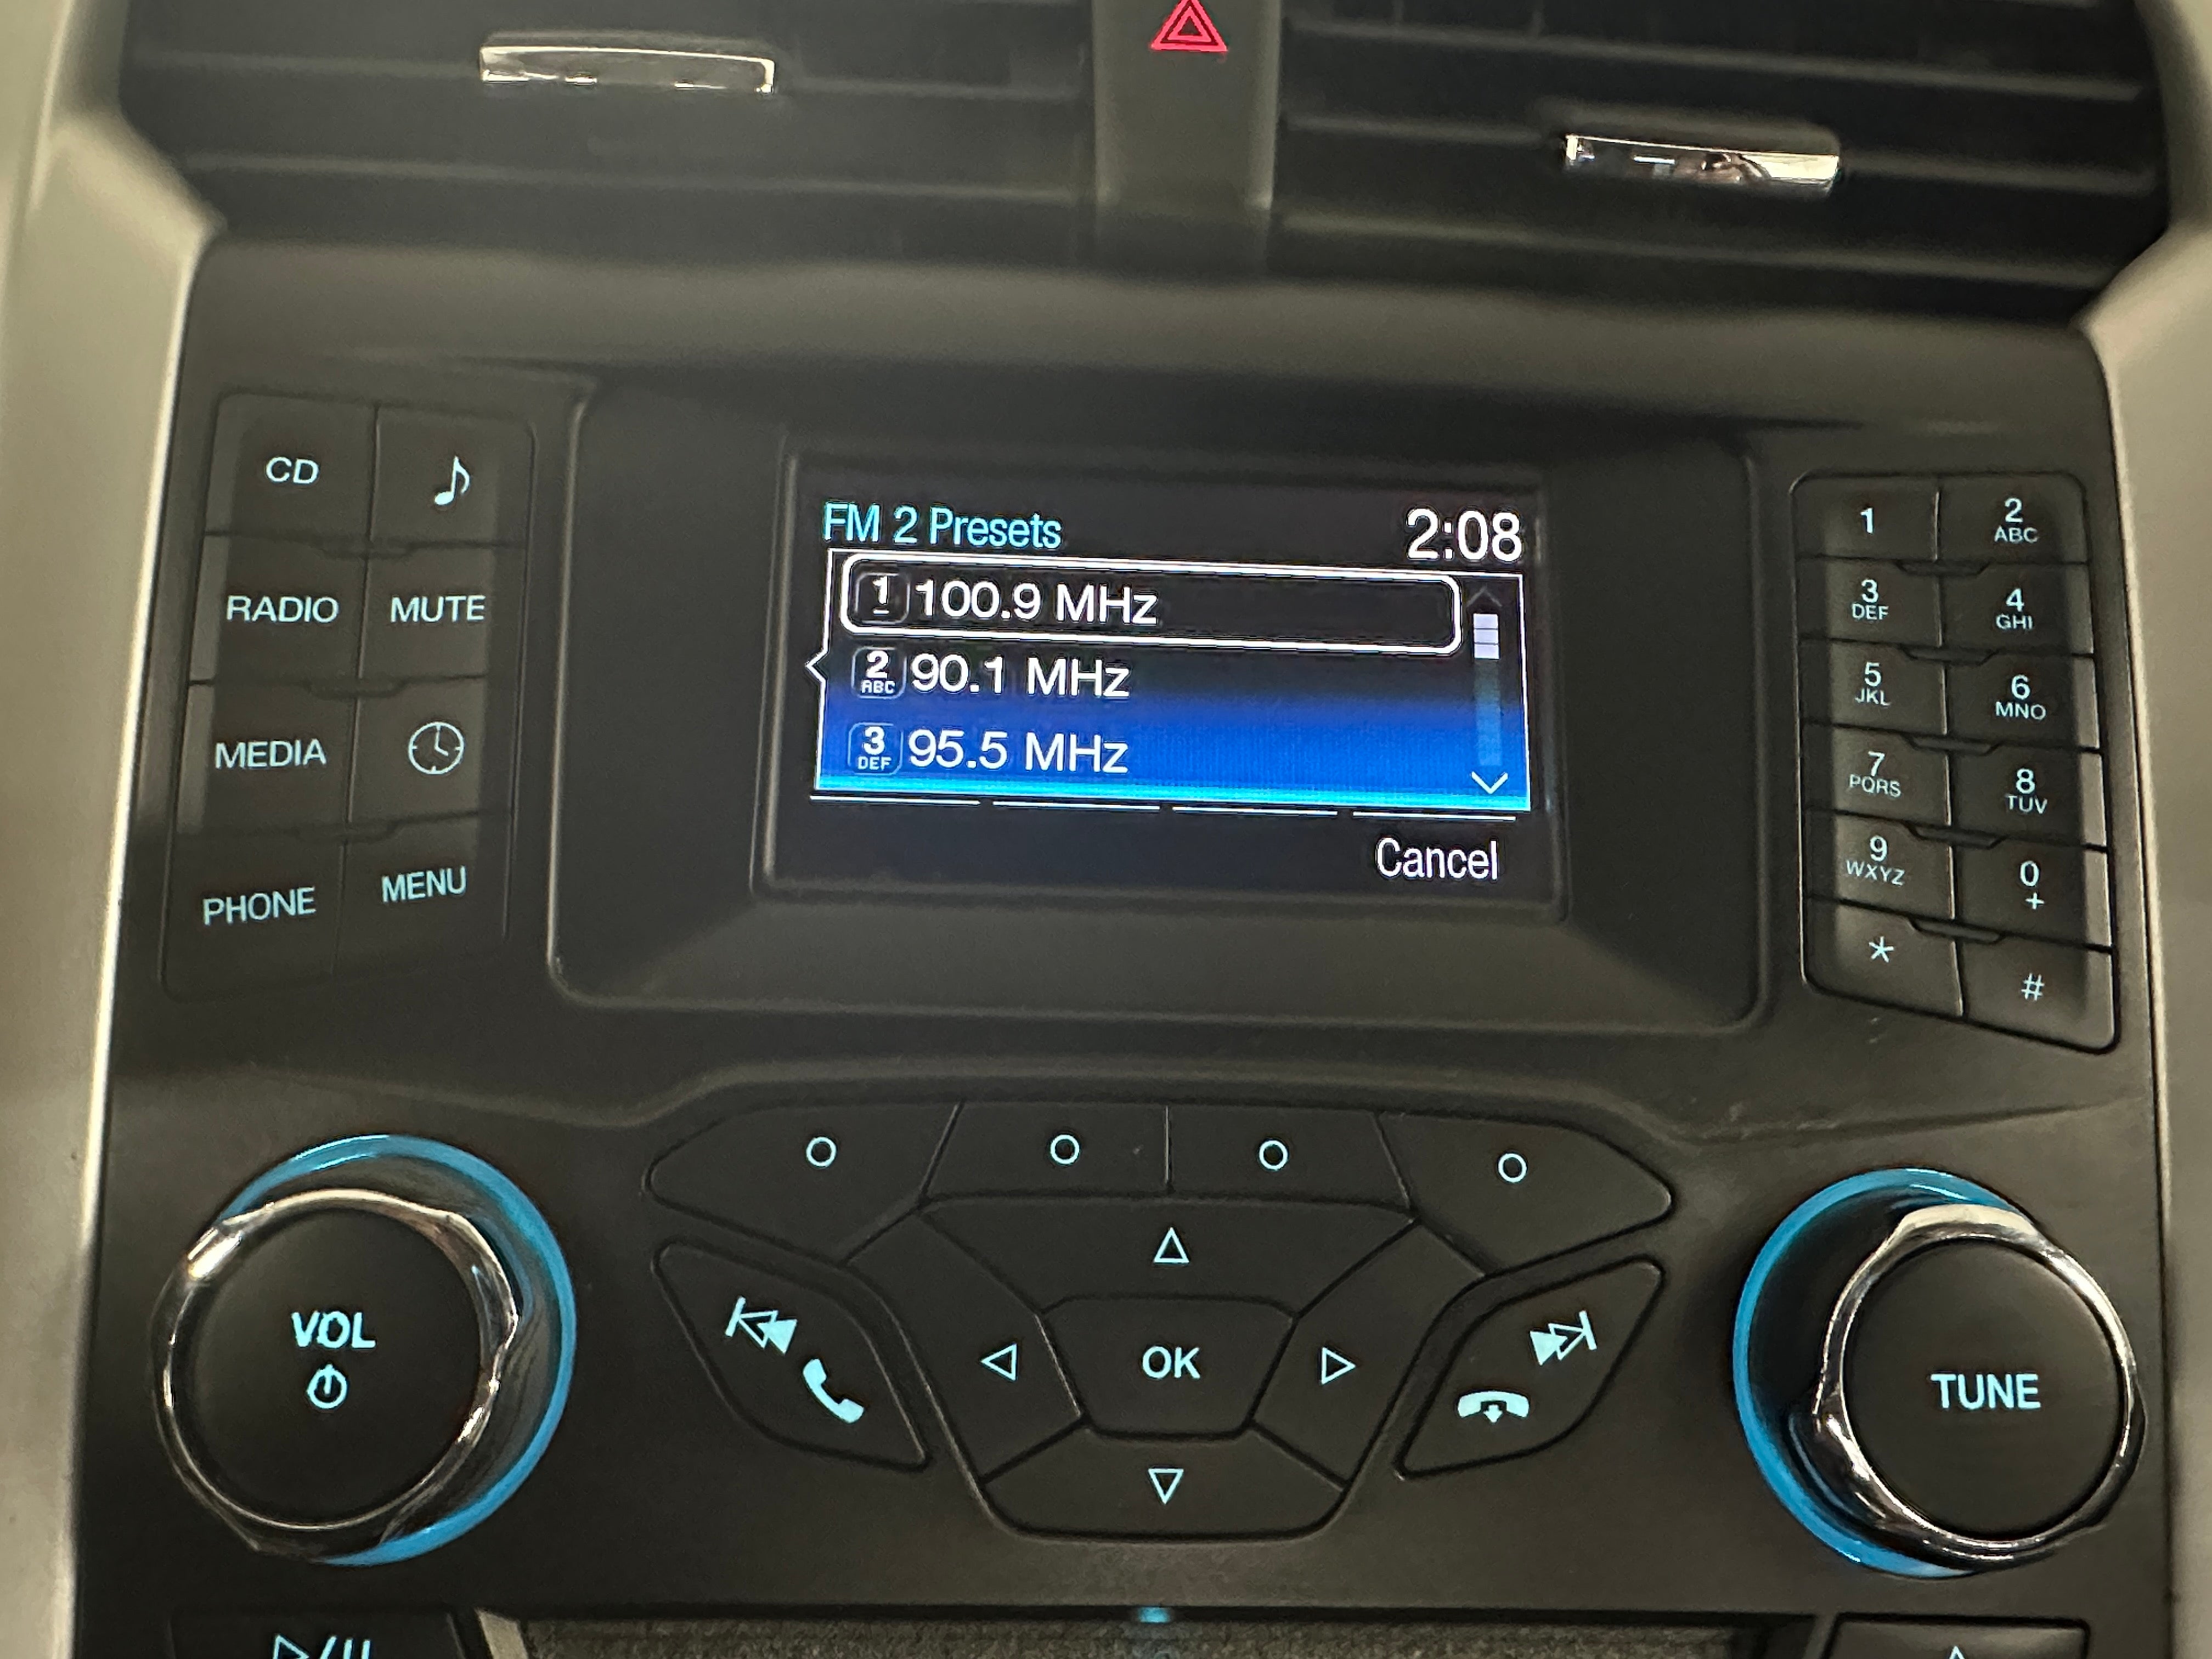 CD
RADIO MUTE
MEDIA
PHONE MENU
FM 2 Presets 2:08
1 100.9 MHz
2 ABC 90.1 MHz
3 DEF 95.5 MHz
Cancel
1 2
ABC
3 4
DEF GHI
5 6
JKL MNO
7 8
PQRS TUV
9 0
WXYZ +
* #
VOL
OK
TUNE